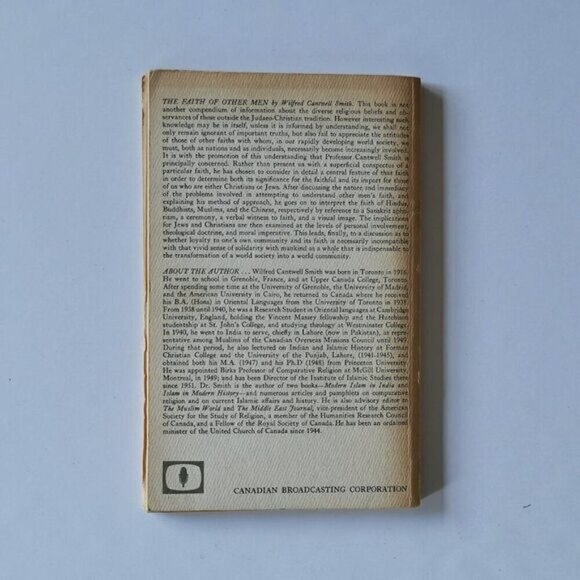 THE FAITH OF OTHER MEN by Wilfred Cantwell Smith. This book is not
another compendium of information about the diverse religious beliefs and ob-
servances of those outside the Judaeo-Christian tradition. However interesting such
knowledge may be in itself, unless it is informed by understanding, we shall not
only remain ignorant of important truths, but also fail to appreciate the attitudes
of those of other faiths with whom, in our rapidly developing world society, we
must, both as nations and as individuals, necessarily become increasingly involved.
It is with the promotion of this understanding that Professor Cantwell Smith is
principally concerned. Rather than present us with a superficial conspectus of a
particular faith, he has chosen to consider in detail a central feature of that faith
in order to determine both its significance for the faithful and its import for those
of us who are either Christians or Jews. After discussing the nature and immediacy
of the problems involved in attempting to understand other men's faith, and
explaining his method of approach, he goes on to interpret the faith of Hindus,
Buddhists, Muslims, and the Chinese, respectively by reference to a Sanskrit apho-
rism, a ceremony, a verbal witness to faith, and a visual image. The implications
for Jews and Christians are then examined at the levels of personal involvement,
theological doctrine, and moral imperative. This leads, finally, to a discussion as to
whether loyalty to one's own community and its faith is necessarily incompatible
with that vivid sense of solidarity with mankind as a whole that is indispensable to
the transformation of a world society into a world community.
ABOUT THE AUTHOR ... Wilfred Cantwell Smith was born in Toronto in 1916.
He went to school in Grenoble, France, and at Upper Canada College, Toronto.
After spending some time at the University of Grenoble, the University of Madrid,
and the American University in Cairo, he returned to Canada where he received
his B.A. (Hons) in Oriental Languages from the University of Toronto in 1938.
From 1938 until 1940, he was a Research Student in Oriental languages at Cambridge
University, England, holding the Vincent Massey fellowship and the Hutchison
studentship at St. John's College, and studying theology at Westminster College.
In 1940, he went to India to serve, chiefly in Lahore (now in Pakistan), as repre-
sentative among Muslims of the Canadian Overseas Missions Council until 1949.
During that period, he also lectured on Indian and Islamic History at Forman
Christian College and the University of the Punjab, Lahore, (1941-1945), and
obtained both his M.A. (1947) and his Ph.D (1948) from Princeton University.
He was appointed Birks Professor of Comparative Religion at McGill University,
Montreal, in 1949; and has been Director of the Institute of Islamic Studies there
since 1951. Dr. Smith is the author of two books—Modern Islam in India and
Islam in Modern History—and numerous articles and pamphlets on comparative
religion and on current Islamic affairs and history. He is also advisory editor to
The Muslim World and The Middle East Journal, vice-president of the American
Society for the Study of Religion, a member of the Humanities Research Council
of Canada, and a Fellow of the Royal Society of Canada. He has been an ordained
minister of the United Church of Canada since 1944.
CANADIAN BROADCASTING CORPORATION